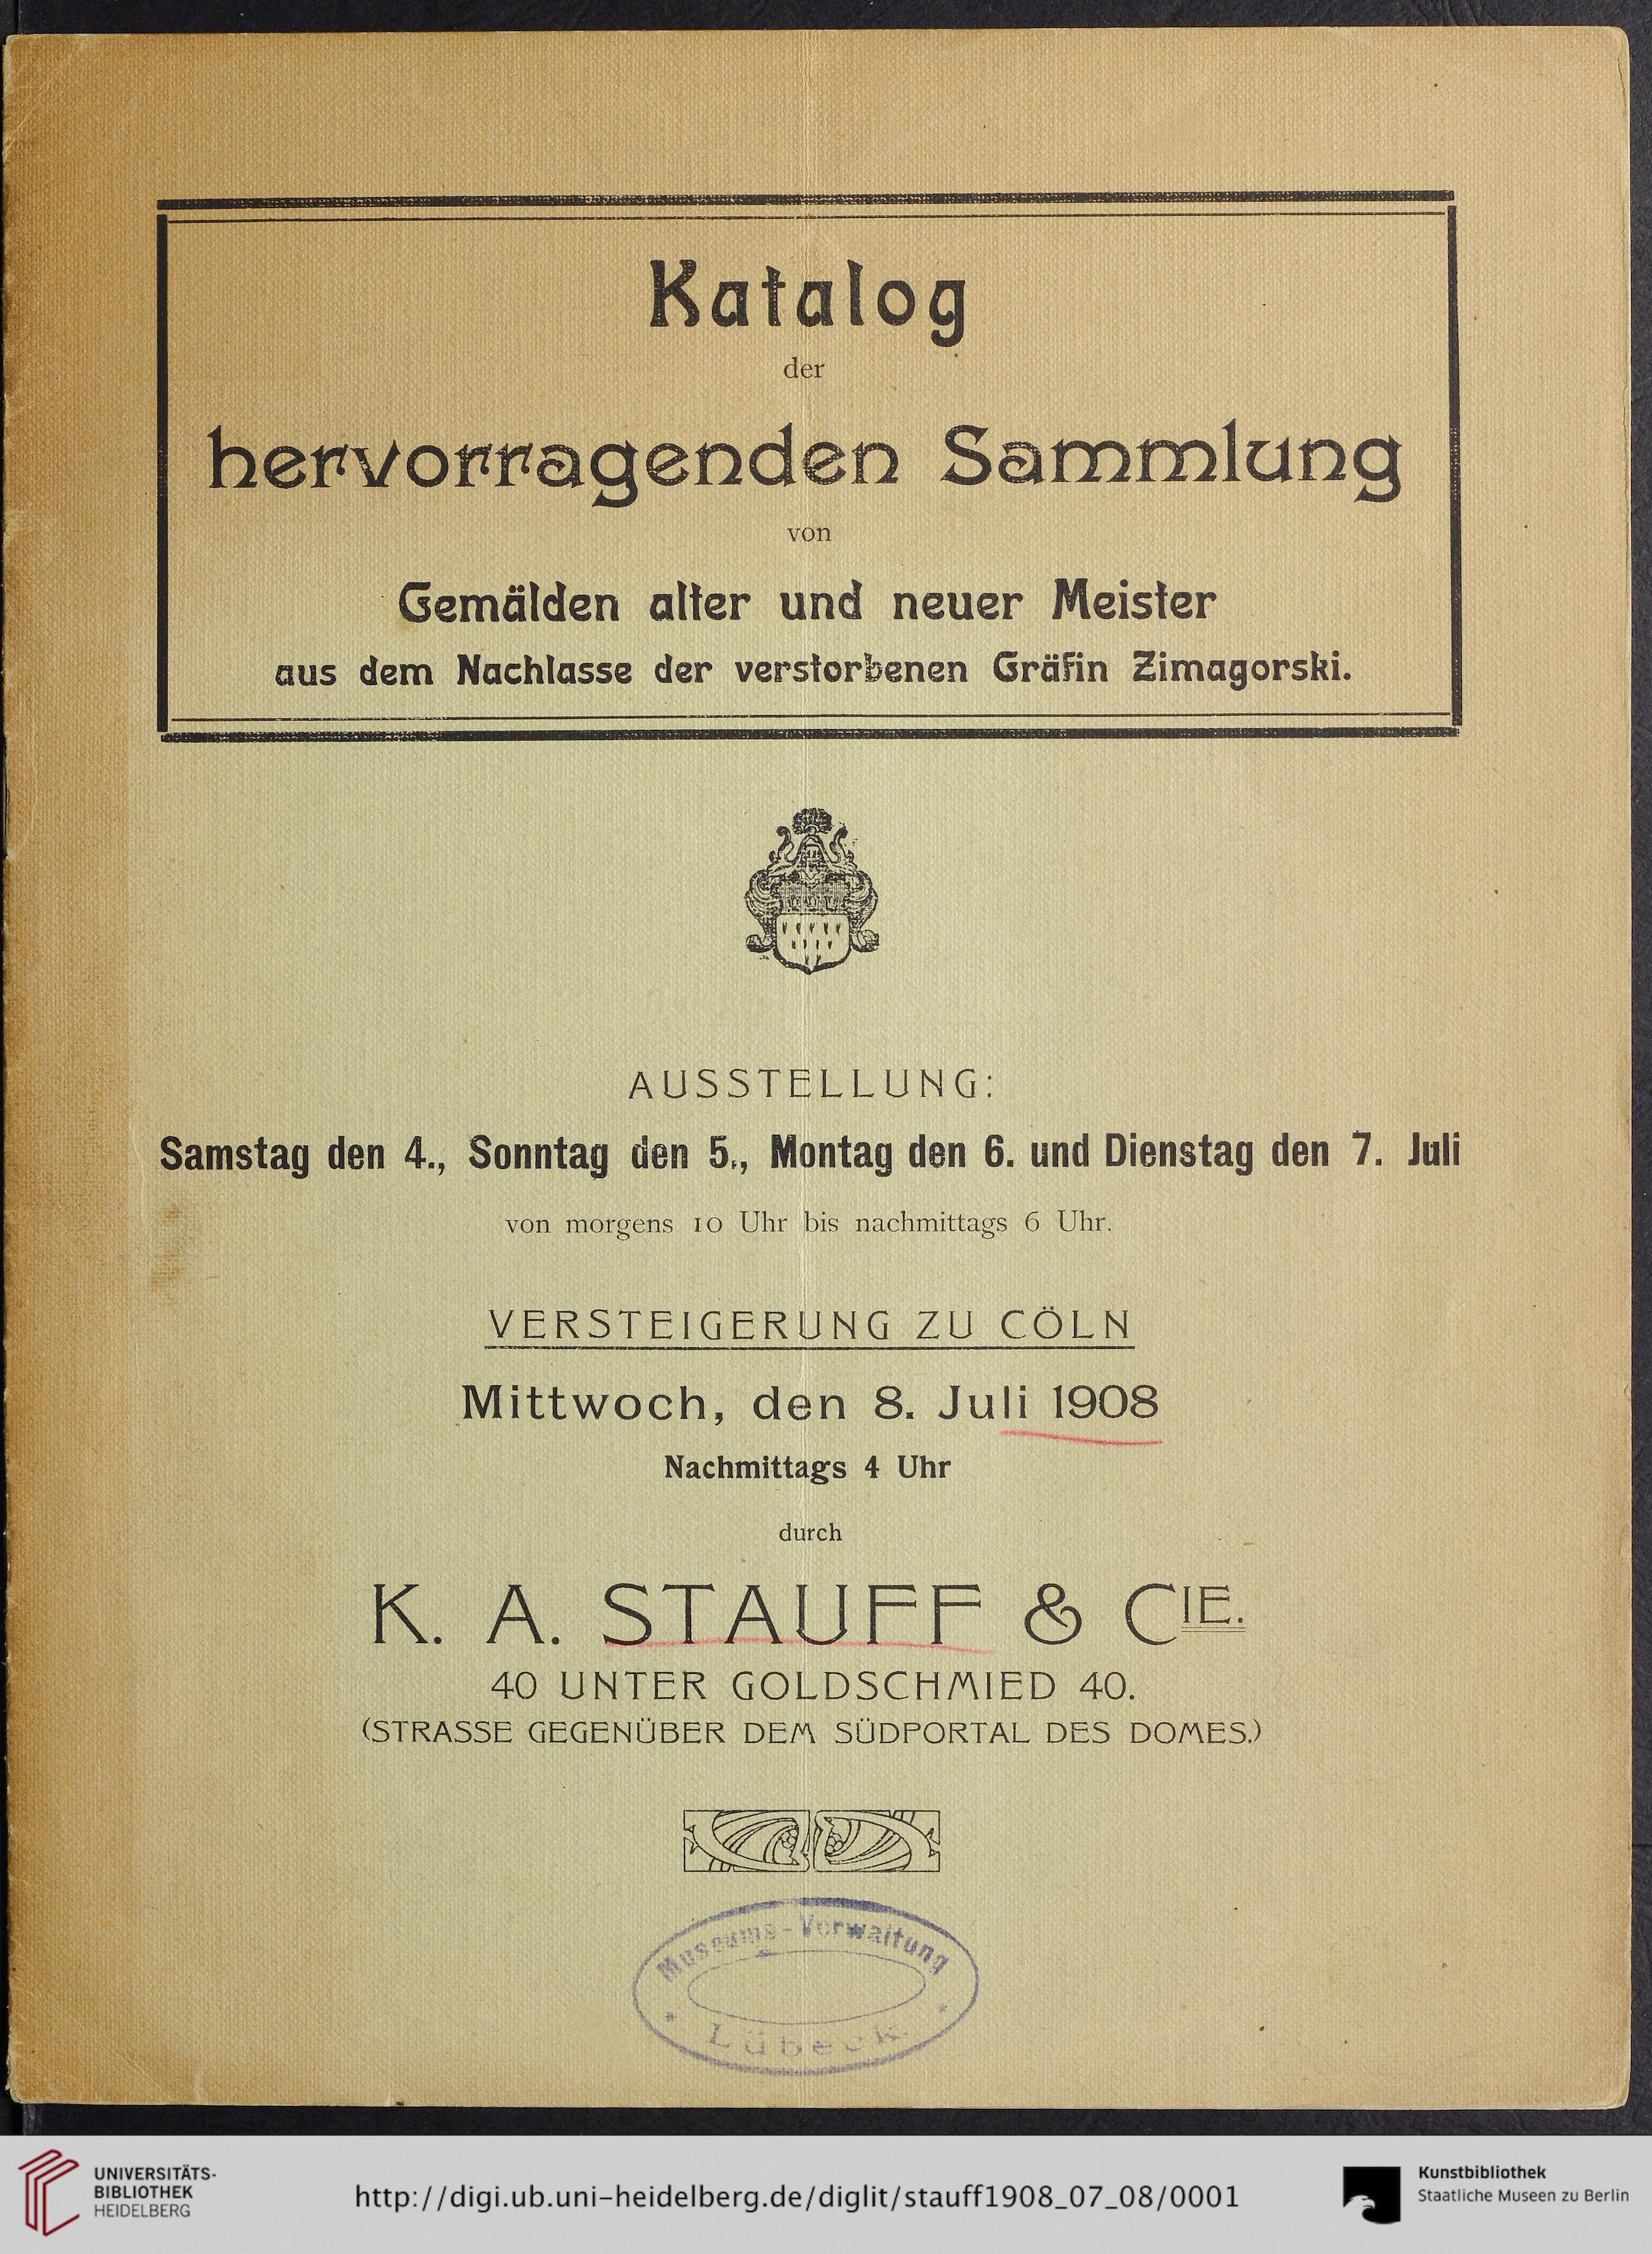 Katalog
der
hervorragenden Sammlung
von
Gemälden alter und neuer Meister
aus dem Nachlasse der verstorbenen Gräfin Zimagorski.
AUSSTELLUNG:
Samstag den 4., Sonntag den 5., Montag den 6. und Dienstag den 7. Juli
von morgens 10 Uhr bis nachmittags 6 Uhr.
VERSTEIGERUNG ZU CÖLN
Mittwoch, den 8. Juli 1908
Nachmittags 4 Uhr
durch
K. A. STAUFF & CIE.
40 UNTER GOLDSCHMIED 40.
(STRASSE GEGENÜBER DEM SÜDPORTAL DES DOMES.)
Museums-Verwaltung
* Lübeck. *
UNIVERSITÄTS-
BIBLIOTHEK
HEIDELBERG
http://digi.ub.uni-heidelberg.de/diglit/stauff1908_07_08/0001
Kunstbibliothek
Staatliche Museen zu Berlin